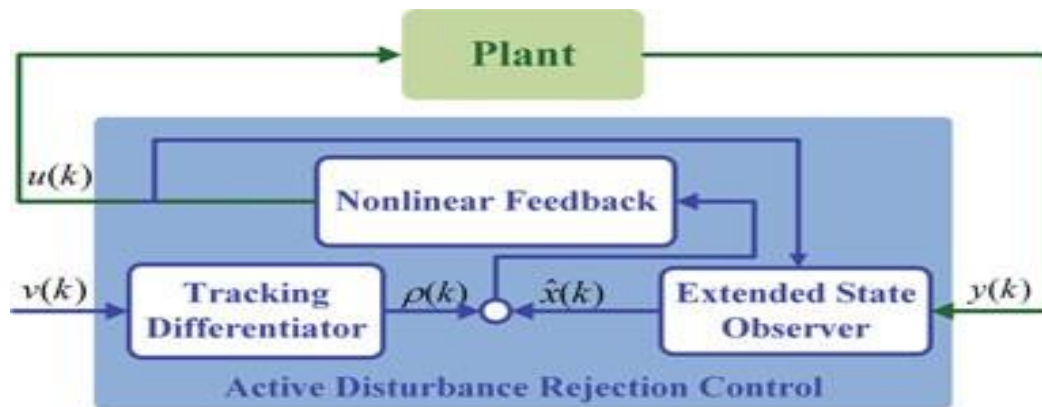 Plant
u(k)
Nonlinear Feedback
v(k)
Tracking
Differentiator
ρ(k)
x̂(k)
Extended State
Observer
y(k)
Active Disturbance Rejection Control